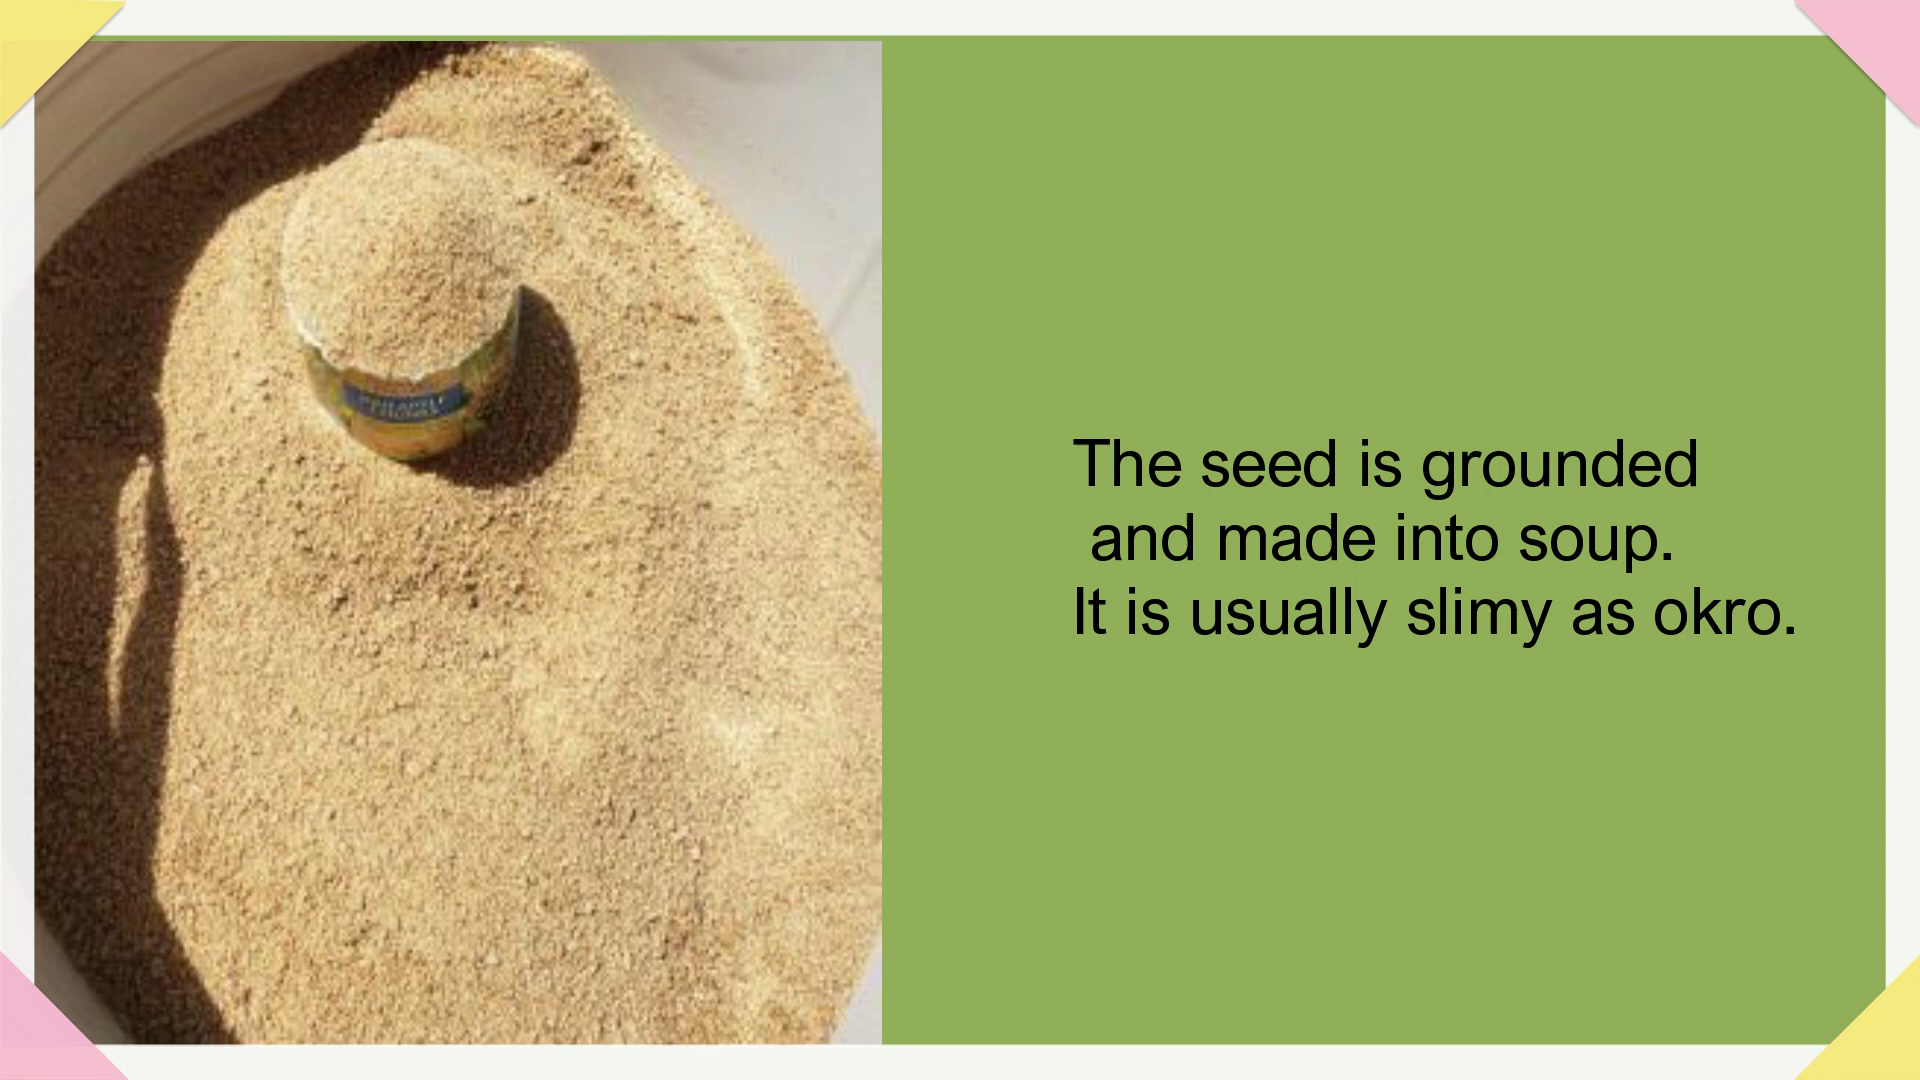 The seed is grounded
and made into soup.
It is usually slimy as okro.